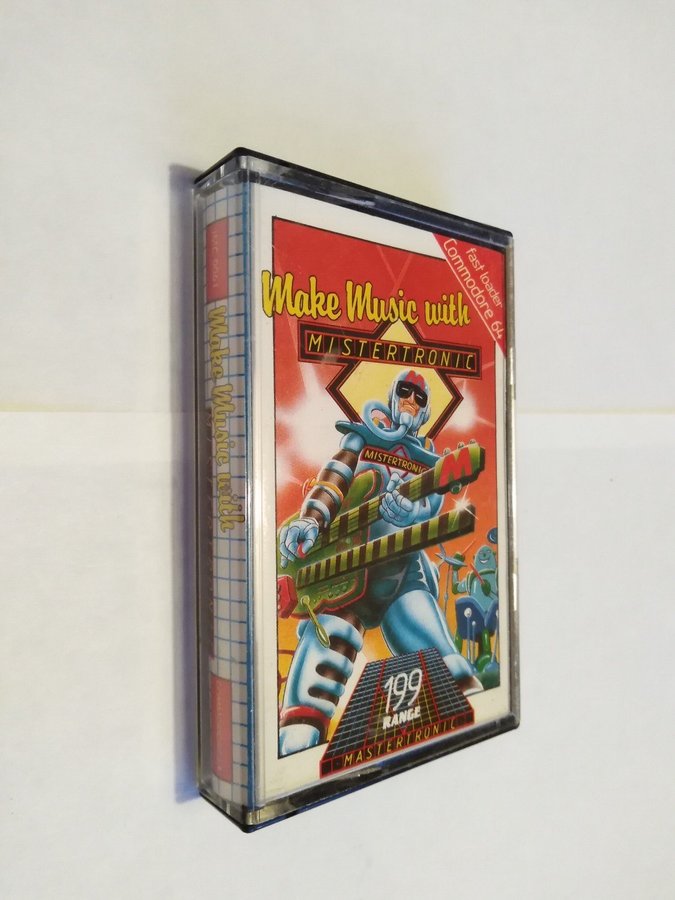 fast loader
Commodore 64
Make Music with
MISTERTRONIC
MISTERTRONIC
M
199
RANGE
MASTERTRONIC
Make Music with